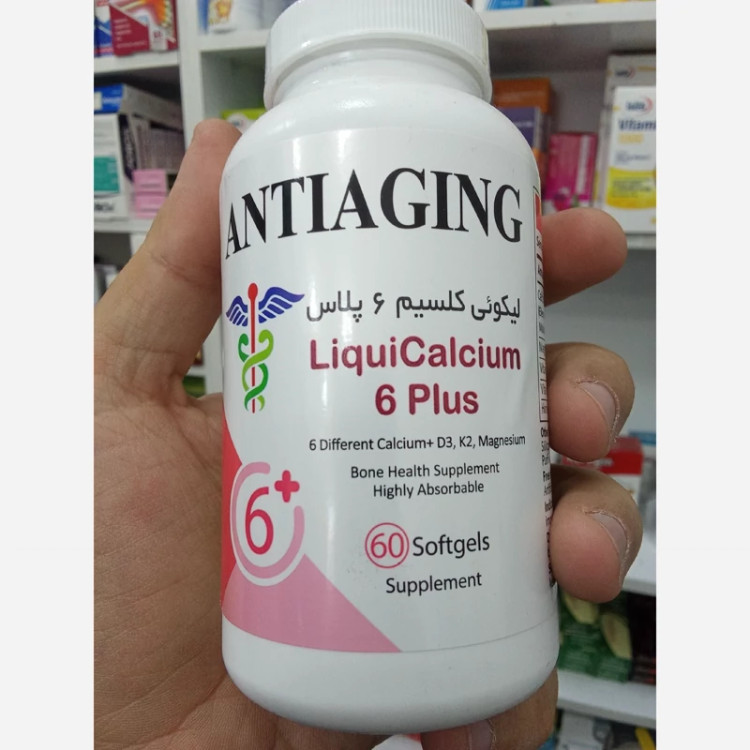 ANTIAGING
لیکوئی کلسیم ۶ پلاس
LiquiCalcium
6 Plus
6 Different Calcium+ D3, K2, Magnesium
Bone Health Supplement
Highly Absorbable
6+
60 Softgels
Supplement
Vitam